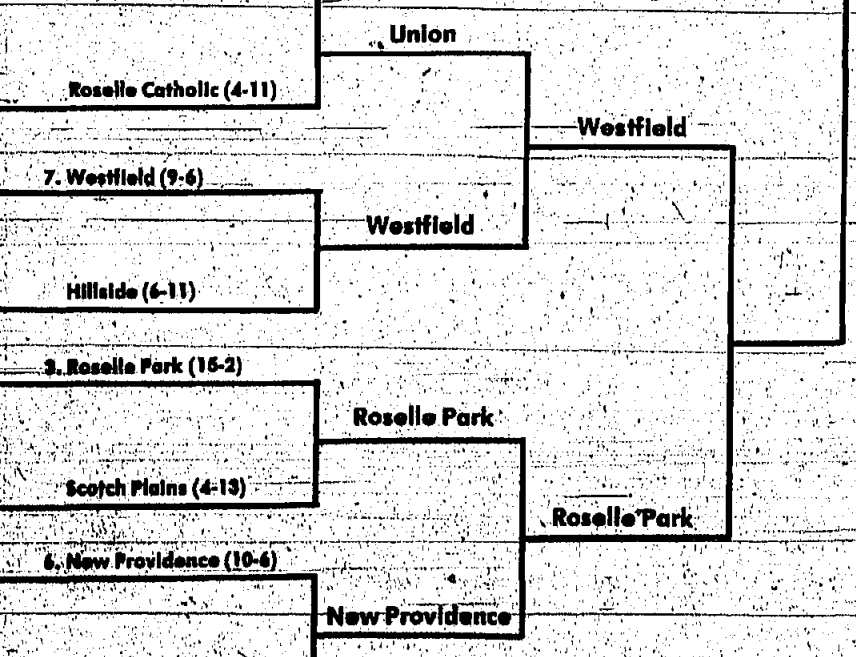 Union
Roselle Catholic (4-11)
Westfield
7. Westfield (9-6)
Westfield
Hillside (6-11)
3. Roselle Park (15-2)
Roselle Park
Scotch Plains (4-13)
Roselle Park
6. New Providence (10-6)
New Providence